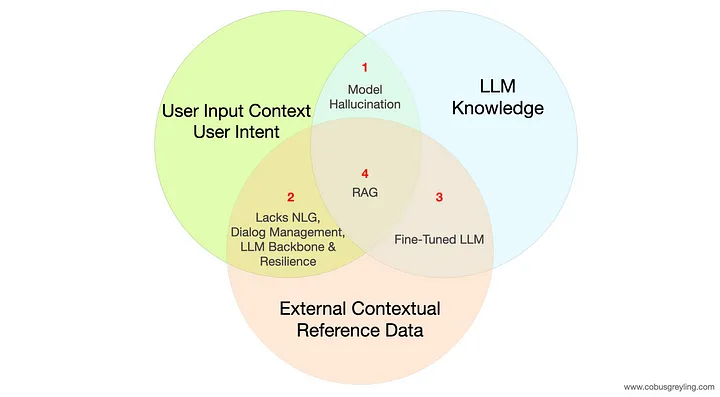 1
Model
Hallucination
LLM
Knowledge
User Input Context
User Intent
4
RAG
2
Lacks NLG,
Dialog Management,
LLM Backbone &
Resilience
3
Fine-Tuned LLM
External Contextual
Reference Data
www.cobusgreyling.com